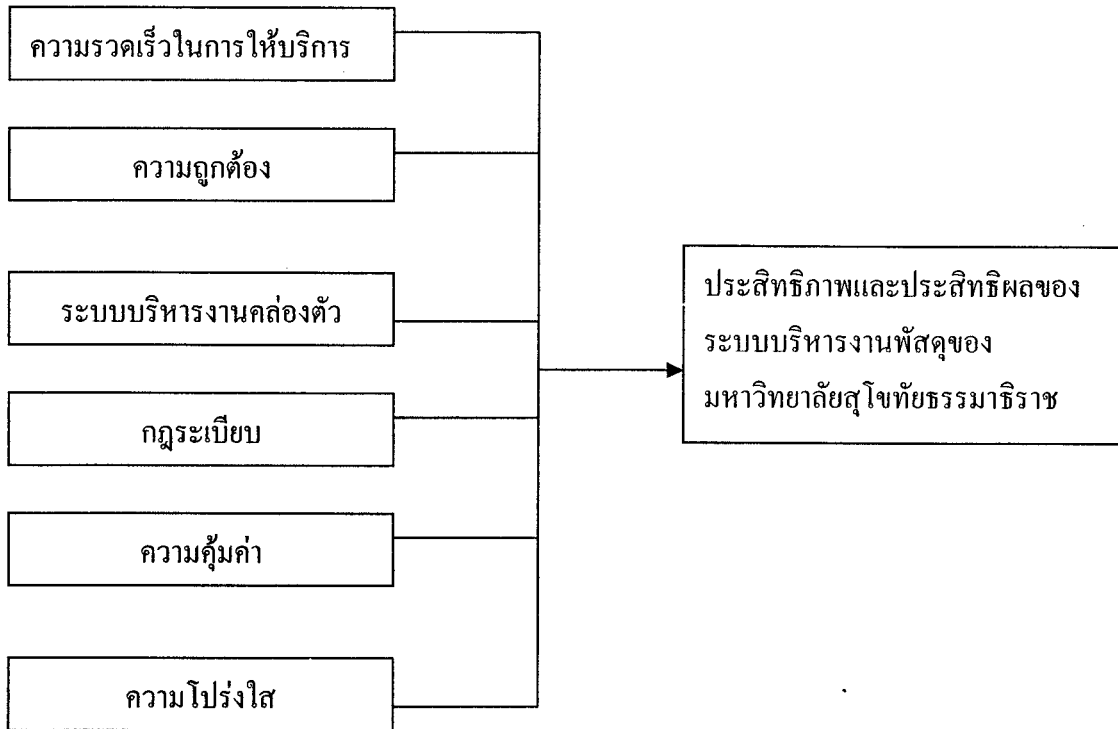 ความรวดเร็วในการให้บริการ
ความถูกต้อง
ระบบบริหารงานคล่องตัว
กฎระเบียบ
ความคุ้มค่า
ความโปร่งใส
ประสิทธิภาพและประสิทธิผลของ
ระบบบริหารงานพัสดุของ
มหาวิทยาลัยสุโขทัยธรรมาธิราช